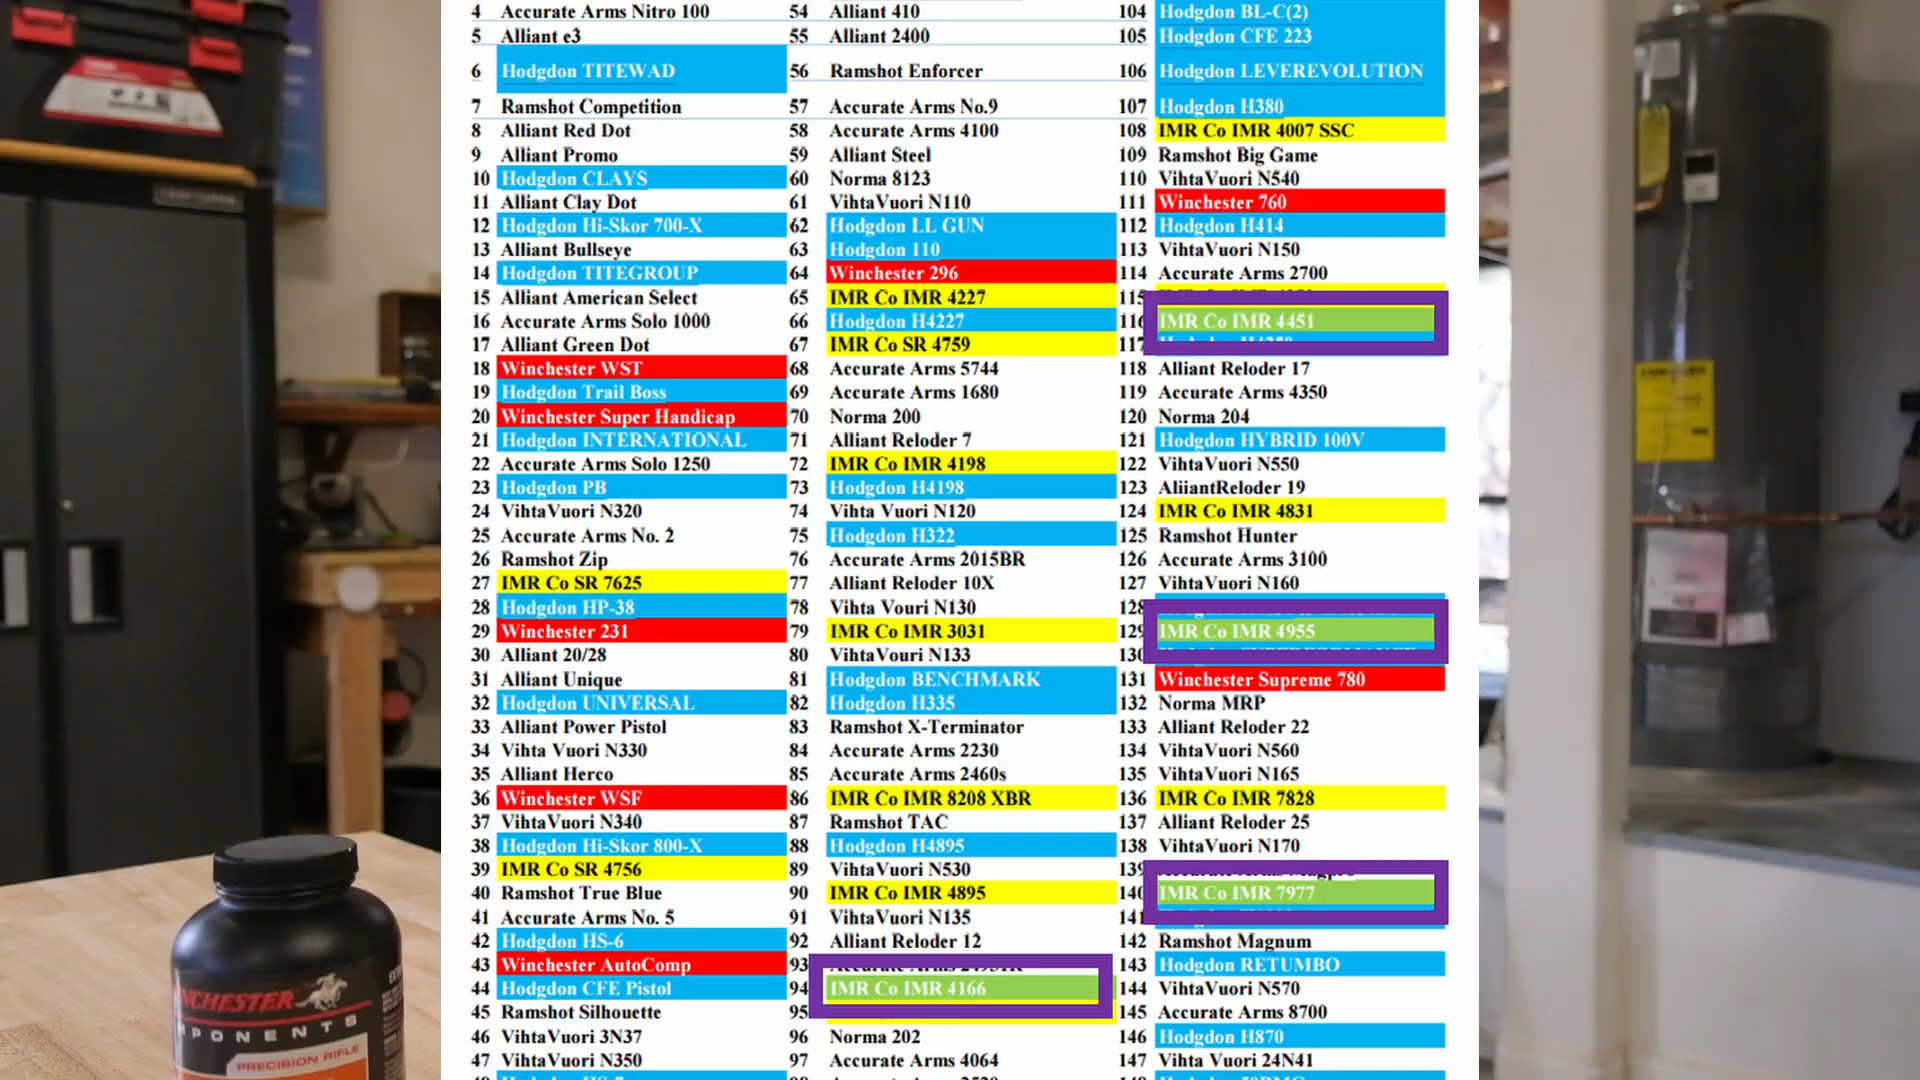 4 Accurate Arms Nitro 100
5 Alliant e3
6 Hodgdon TITEWAD
7 Ramshot Competition
8 Alliant Red Dot
9 Alliant Promo
10 Hodgdon CLAYS
11 Alliant Clay Dot
12 Hodgdon Hi-Skor 700-X
13 Alliant Bullseye
14 Hodgdon TITEGROUP
15 Alliant American Select
16 Accurate Arms Solo 1000
17 Alliant Green Dot
18 Winchester WST
19 Hodgdon Trail Boss
20 Winchester Super Handicap
21 Hodgdon INTERNATIONAL
22 Accurate Arms Solo 1250
23 Hodgdon PB
24 VihtaVuori N320
25 Accurate Arms No. 2
26 Ramshot Zip
27 IMR Co SR 7625
28 Hodgdon HP-38
29 Winchester 231
30 Alliant 20/28
31 Alliant Unique
32 Hodgdon UNIVERSAL
33 Alliant Power Pistol
34 Vihta Vuori N330
35 Alliant Herco
36 Winchester WSF
37 VihtaVuori N340
38 Hodgdon Hi-Skor 800-X
39 IMR Co SR 4756
40 Ramshot True Blue
41 Accurate Arms No. 5
42 Hodgdon HS-6
43 Winchester AutoComp
44 Hodgdon CFE Pistol
45 Ramshot Silhouette
46 VihtaVuori 3N37
47 VihtaVuori N350
54 Alliant 410
55 Alliant 2400
56 Ramshot Enforcer
57 Accurate Arms No.9
58 Accurate Arms 4100
59 Alliant Steel
60 Norma 8123
61 VihtaVuori N110
62 Hodgdon LL GUN
63 Hodgdon 110
64 Winchester 296
65 IMR Co IMR 4227
66 Hodgdon H4227
67 IMR Co SR 4759
68 Accurate Arms 5744
69 Accurate Arms 1680
70 Norma 200
71 Alliant Reloder 7
72 IMR Co IMR 4198
73 Hodgdon H4198
74 Vihta Vuori N120
75 Hodgdon H322
76 Accurate Arms 2015BR
77 Alliant Reloder 10X
78 Vihta Vouri N130
79 IMR Co IMR 3031
80 VihtaVouri N133
81 Hodgdon BENCHMARK
82 Hodgdon H335
83 Ramshot X-Terminator
84 Accurate Arms 2230
85 Accurate Arms 2460s
86 IMR Co IMR 8208 XBR
87 Ramshot TAC
88 Hodgdon H4895
89 VihtaVuori N530
90 IMR Co IMR 4895
91 VihtaVuori N135
92 Alliant Reloder 12
93
94 IMR Co IMR 4166
95
96 Norma 202
97 Accurate Arms 4064
104 Hodgdon BL-C(2)
105 Hodgdon CFE 223
106 Hodgdon LEVEREVOLUTION
107 Hodgdon H380
108 IMR Co IMR 4007 SSC
109 Ramshot Big Game
110 VihtaVuori N540
111 Winchester 760
112 Hodgdon H414
113 VihtaVuori N150
114 Accurate Arms 2700
115
116 IMR Co IMR 4451
117
118 Alliant Reloder 17
119 Accurate Arms 4350
120 Norma 204
121 Hodgdon HYBRID 100V
122 VihtaVuori N550
123 AliiantReloder 19
124 IMR Co IMR 4831
125 Ramshot Hunter
126 Accurate Arms 3100
127 VihtaVuori N160
128
129 IMR Co IMR 4955
130
131 Winchester Supreme 780
132 Norma MRP
133 Alliant Reloder 22
134 VihtaVuori N560
135 VihtaVuori N165
136 IMR Co IMR 7828
137 Alliant Reloder 25
138 VihtaVuori N170
139
140 IMR Co IMR 7977
141
142 Ramshot Magnum
143 Hodgdon RETUMBO
144 VihtaVuori N570
145 Accurate Arms 8700
146 Hodgdon H870
147 Vihta Vuori 24N41
NCHESTER
PONENTS
PRECISION RIFLE